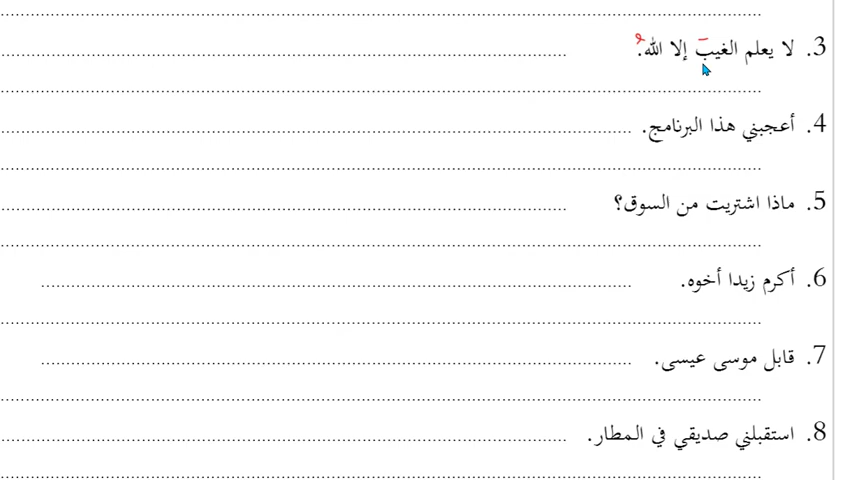 3. لا يعلم الغيبَ إلا اللهُ.
4. أعجبني هذا البرنامج.
5. ماذا اشتريت من السوق؟
6. أكرم زيدا أخوه.
7. قابل موسى عيسى.
8. استقبلني صديقي في المطار.